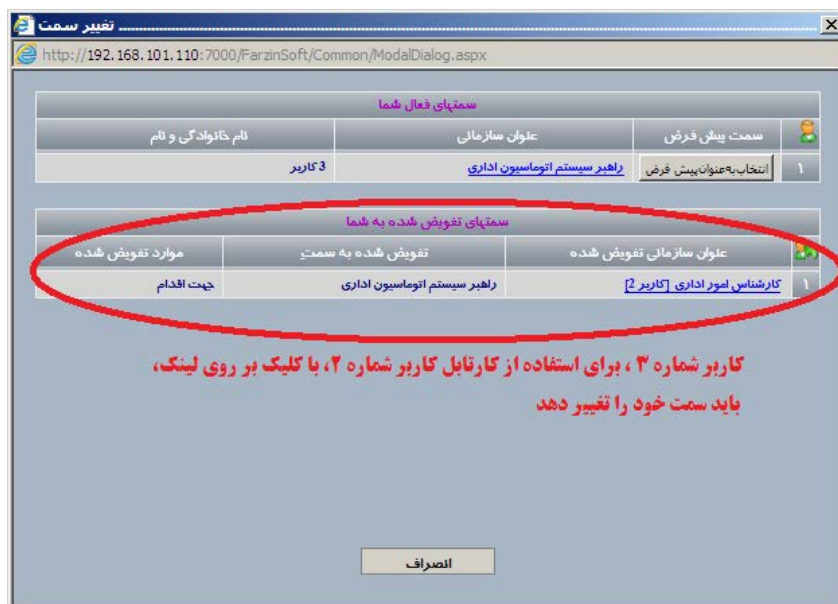 تغییر سمت
http://192.168.101.110:7000/FarzinSoft/Common/ModalDialog.aspx
سمتهای فعال شما
سمت پیش فرض عنوان سازمانی نام خانوادگی و نام
۱ انتخاب به عنوان پیش فرض راهبر سیستم اتوماسیون اداری 3 کاربر
سمتهای تفویض شده به شما
عنوان سازمانی تفویض شده تفویض شده به سمتِ موارد تفویض شده
۱ کارشناس امور اداری [کاربر 2] راهبر سیستم اتوماسیون اداری جهت اقدام
کاربر شماره ۳ ، برای استفاده از کارتابل کاربر شماره ۲، با کلیک بر روی لینک،
باید سمت خود را تغییر دهد
انصراف